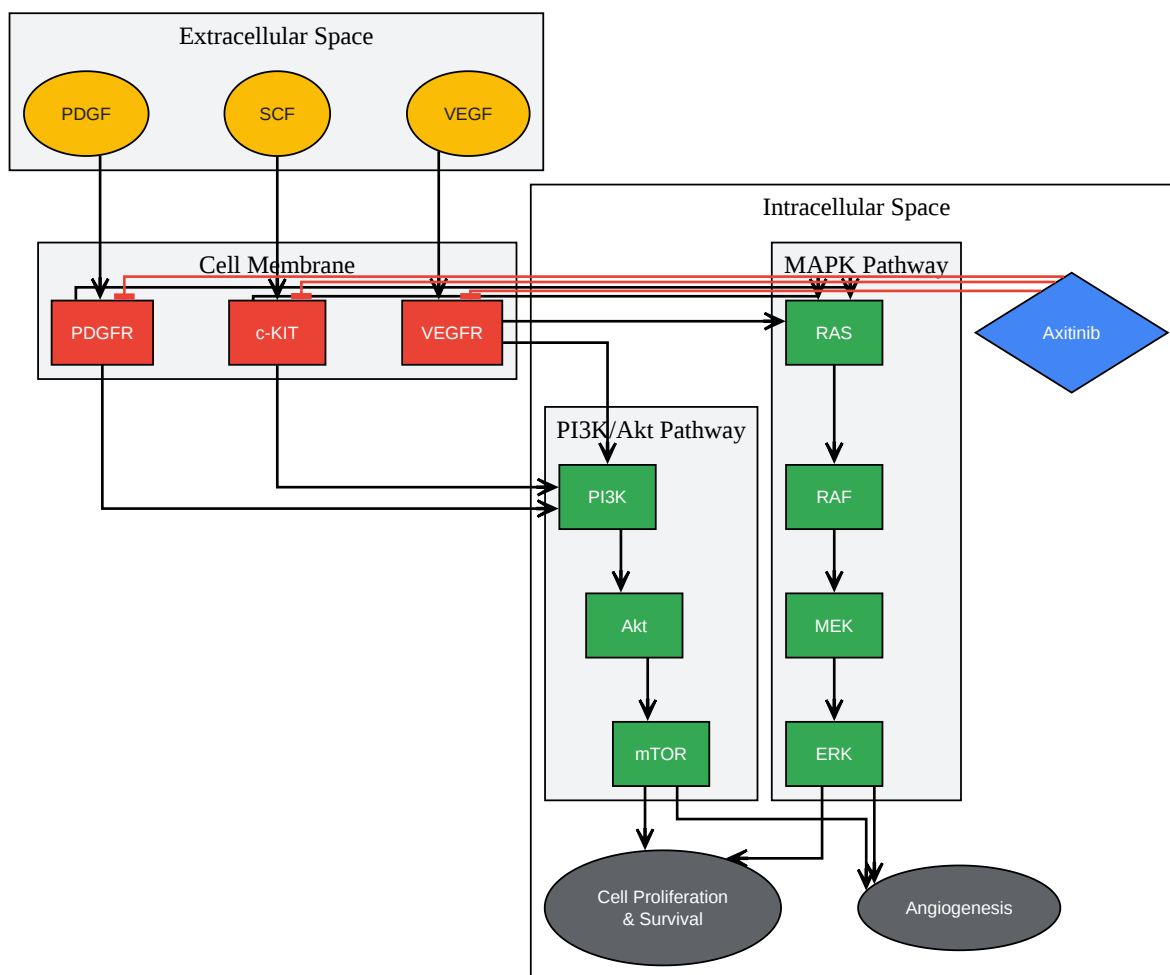 Extracellular Space
PDGF
SCF
VEGF
Intracellular Space
Cell Membrane
MAPK Pathway
PDGFR
c-KIT
VEGFR
RAS
Axitinib
PI3K/Akt Pathway
PI3K
RAF
Akt
MEK
mTOR
ERK
Cell Proliferation
& Survival
Angiogenesis